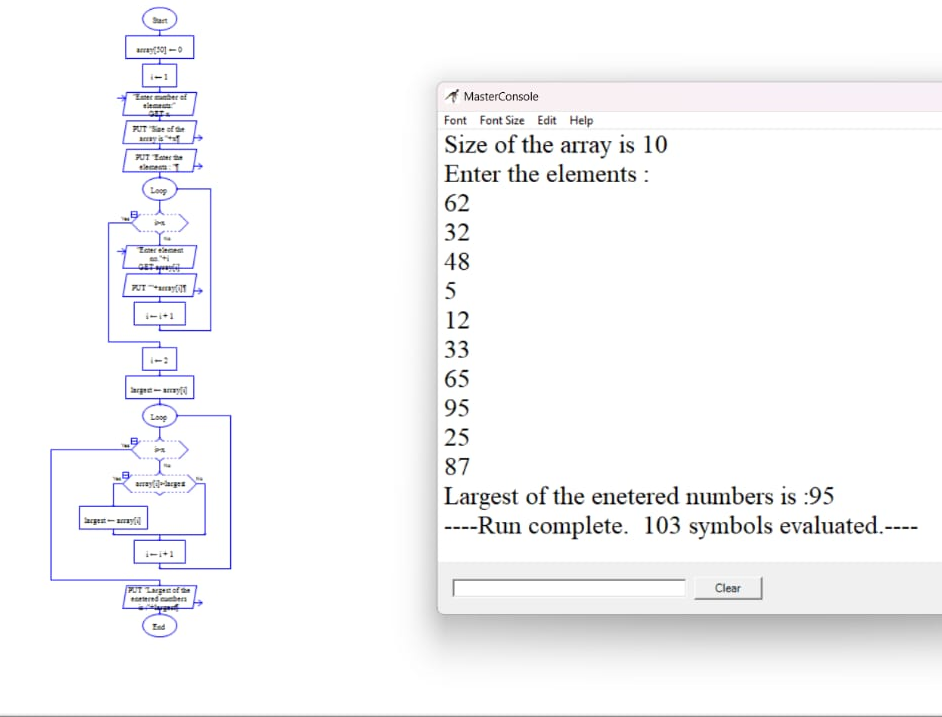 Start
array[50] ← 0
i ← 1
"Enter number of
elements:"
GET n
PUT "Size of the
array is "+n¶
PUT "Enter the
elements : "¶
Loop
Yes
i>n
No
"Enter element
GET array[i]
PUT ""+array[i]¶
i ← i+1
i ← 2
largest ← array[i]
Loop
Yes
i>n
No
Yes
array[i]>largest
No
largest ← array[i]
i ← i+1
PUT "Largest of the
enetered numbers
End
MasterConsole
Font Font Size Edit Help
Size of the array is 10
Enter the elements :
62
32
48
5
12
33
65
95
25
87
Largest of the enetered numbers is :95
----Run complete.  103 symbols evaluated.----
Clear